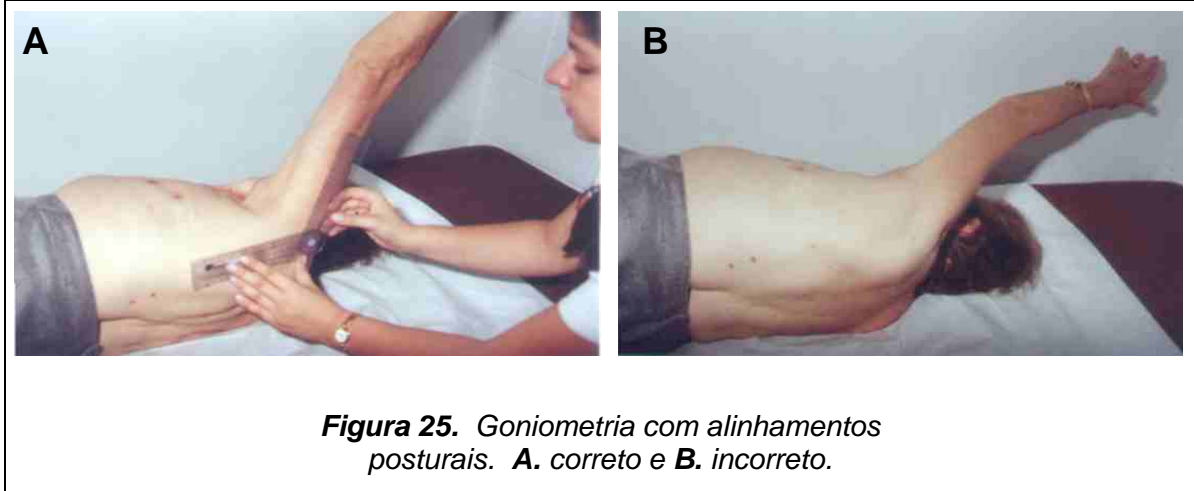 A
B
Figura 25. Goniometria com alinhamentos
posturais. A. correto e B. incorreto.